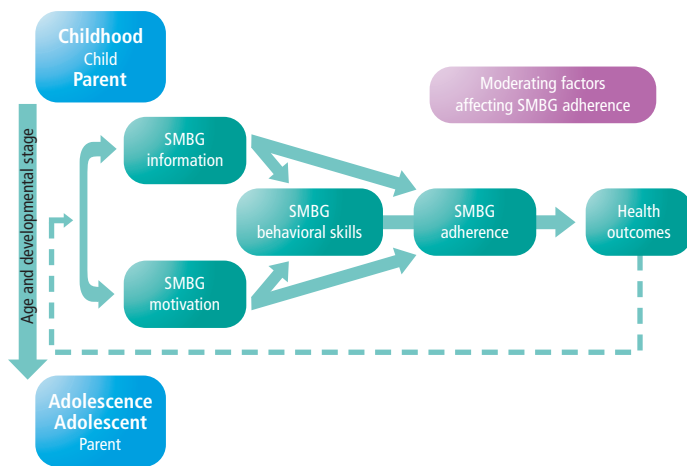 Childhood
Child
Parent
Moderating factors
affecting SMBG adherence
Age and developmental stage
SMBG
information
SMBG
behavioral skills
SMBG
adherence
Health
outcomes
SMBG
motivation
Adolescence
Adolescent
Parent